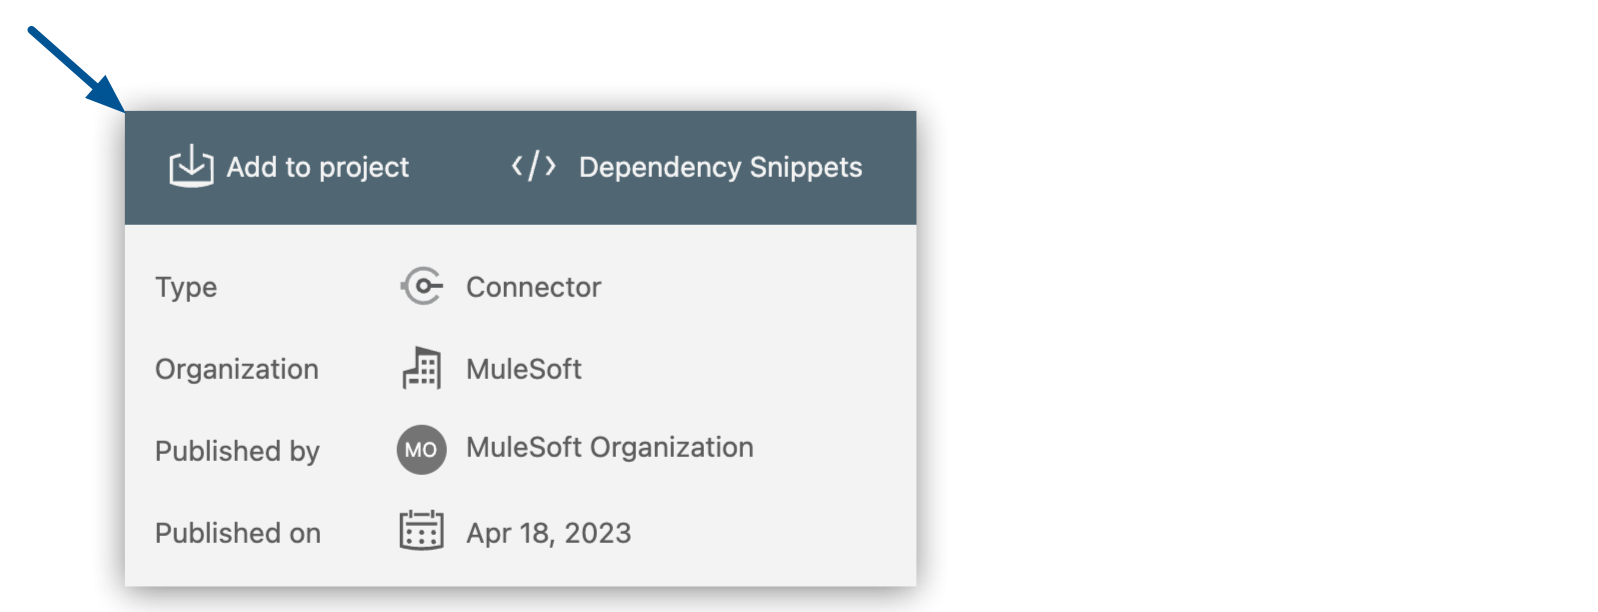 Add to project </> Dependency Snippets
Type Connector
Organization MuleSoft
Published by MO MuleSoft Organization
Published on Apr 18, 2023